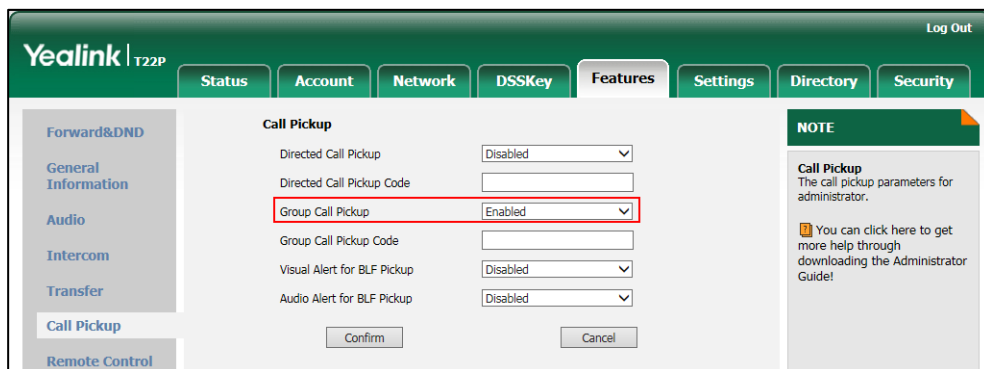 Log Out
Yealink T22P
Status Account Network DSSKey Features Settings Directory Security
Forward&DND
General
Information
Audio
Intercom
Transfer
Call Pickup
Remote Control
Call Pickup
Directed Call Pickup Disabled
Directed Call Pickup Code
Group Call Pickup Enabled
Group Call Pickup Code
Visual Alert for BLF Pickup Disabled
Audio Alert for BLF Pickup Disabled
Confirm Cancel
NOTE
Call Pickup
The call pickup parameters for
administrator.
? You can click here to get
more help through
downloading the Administrator
Guide!